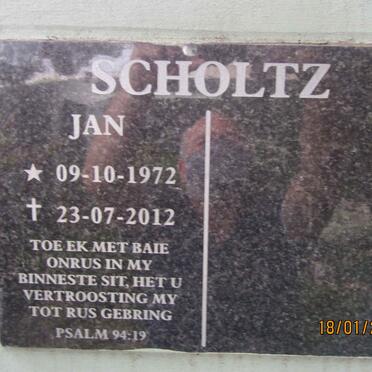 SCHOLTZ
JAN
★ 09-10-1972
✝ 23-07-2012
TOE EK MET BAIE
ONRUS IN MY
BINNESTE SIT, HET U
VERTROOSTING MY
TOT RUS GEBRING
PSALM 94:19
18/01/2